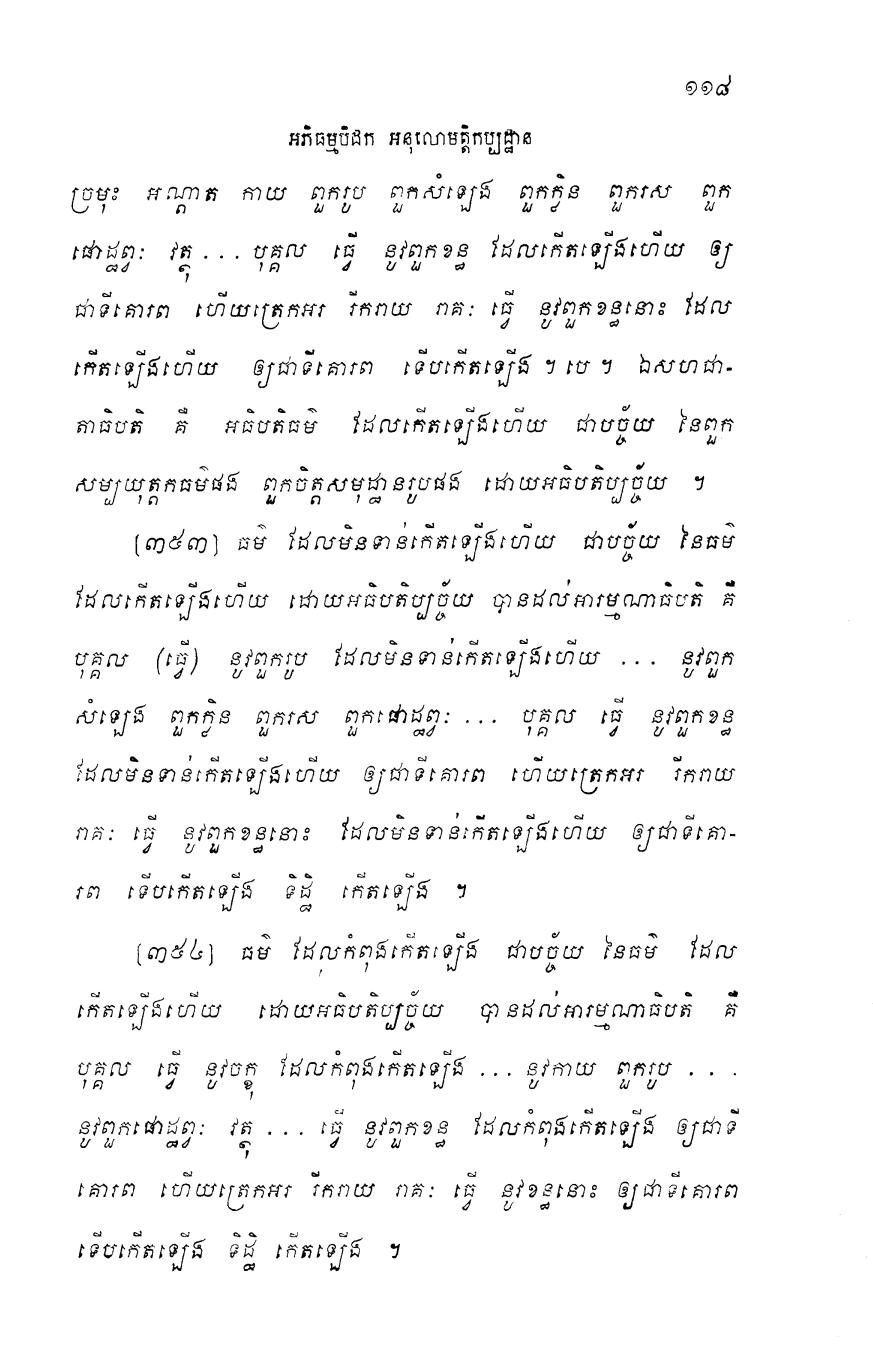 ១១៨
អភិធម្មបិដក អនុលោមត្តិកប្បដ្ឋាន
ច្រមុះ អណ្តាត កាយ ពួករូប ពួកសំឡេង ពួកក្លិន ពួករស ពួក
ផោដ្ឋព្វៈ វត្ថុ ... បុគ្គល ធ្វើ នូវពួកខន្ធ ដែលកើតឡើងហើយ ឲ្យ
ជាទីគោរព ហើយត្រេកអរ រីករាយ រាគៈ ធ្វើ នូវពួកខន្ធនោះ ដែល
កើតឡើងហើយ ឲ្យជាទីគោរព ទើបកើតឡើង ។ បេ ។ ឯសហជា-
តាធិបតិ គឺ អធិបតិធម៌ ដែលកើតឡើងហើយ ជាបច្ច័យ នៃពួក
សម្បយុត្តកធម៌ផង ពួកចិត្តសមុដ្ឋានរូបផង ដោយអធិបតិប្បច្ច័យ ។
[៣៥៣] ធម៌ ដែលមិនទាន់កើតឡើងហើយ ជាបច្ច័យ នៃធម៌
ដែលកើតឡើងហើយ ដោយអធិបតិប្បច្ច័យ បានដល់អារម្មណាធិបតិ គឺ
បុគ្គល (ធ្វើ) នូវពួករូប ដែលមិនទាន់កើតឡើងហើយ ... នូវពួក
សំឡេង ពួកក្លិន ពួករស ពួកផោដ្ឋព្វៈ ... បុគ្គល ធ្វើ នូវពួកខន្ធ
ដែលមិនទាន់កើតឡើងហើយ ឲ្យជាទីគោរព ហើយត្រេកអរ រីករាយ
រាគៈ ធ្វើ នូវពួកខន្ធនោះ ដែលមិនទាន់កើតឡើងហើយ ឲ្យជាទីគោ-
រព ទើបកើតឡើង ទិដ្ឋិ កើតឡើង ។
[៣៥៤] ធម៌ ដែលកំពុងកើតឡើង ជាបច្ច័យ នៃធម៌ ដែល
កើតឡើងហើយ ដោយអធិបតិប្បច្ច័យ បានដល់អារម្មណាធិបតិ គឺ
បុគ្គល ធ្វើ នូវចក្ខុ ដែលកំពុងកើតឡើង ... នូវកាយ ពួករូប ...
នូវពួកផោដ្ឋព្វៈ វត្ថុ ... ធ្វើ នូវពួកខន្ធ ដែលកំពុងកើតឡើង ឲ្យជាទី
គោរព ហើយត្រេកអរ រីករាយ រាគៈ ធ្វើ នូវខន្ធនោះ ឲ្យជាទីគោរព
ទើបកើតឡើង ទិដ្ឋិ កើតឡើង ។